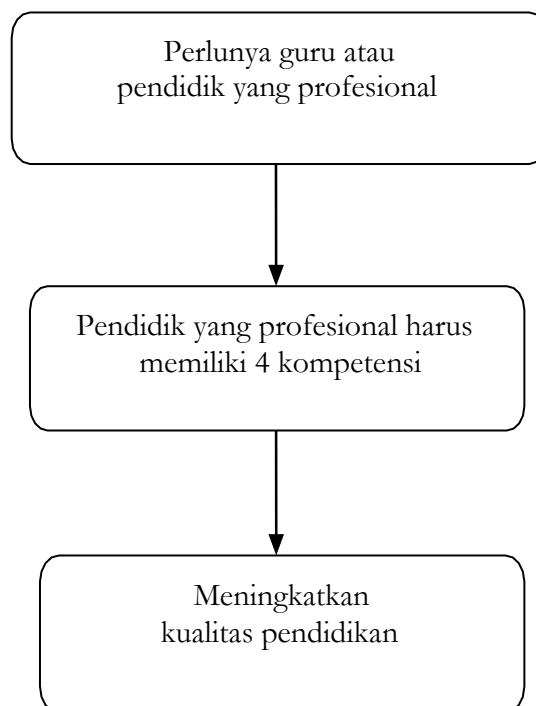 Perlunya guru atau
pendidik yang profesional
Pendidik yang profesional harus
memiliki 4 kompetensi
Meningkatkan
kualitas pendidikan